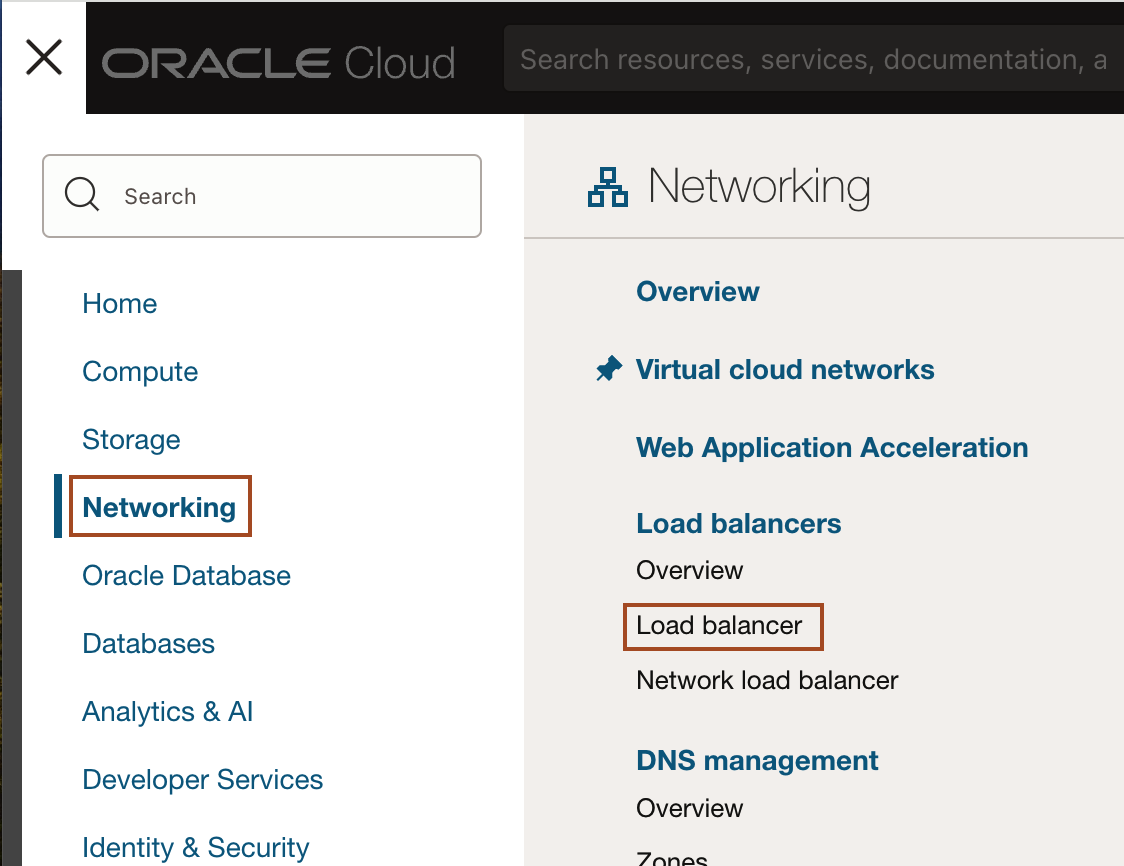 ORACLE Cloud
Search resources, services, documentation, a
Search
Home
Compute
Storage
Networking
Oracle Database
Databases
Analytics & AI
Developer Services
Identity & Security
Networking
Overview
Virtual cloud networks
Web Application Acceleration
Load balancers
Overview
Load balancer
Network load balancer
DNS management
Overview
Zones